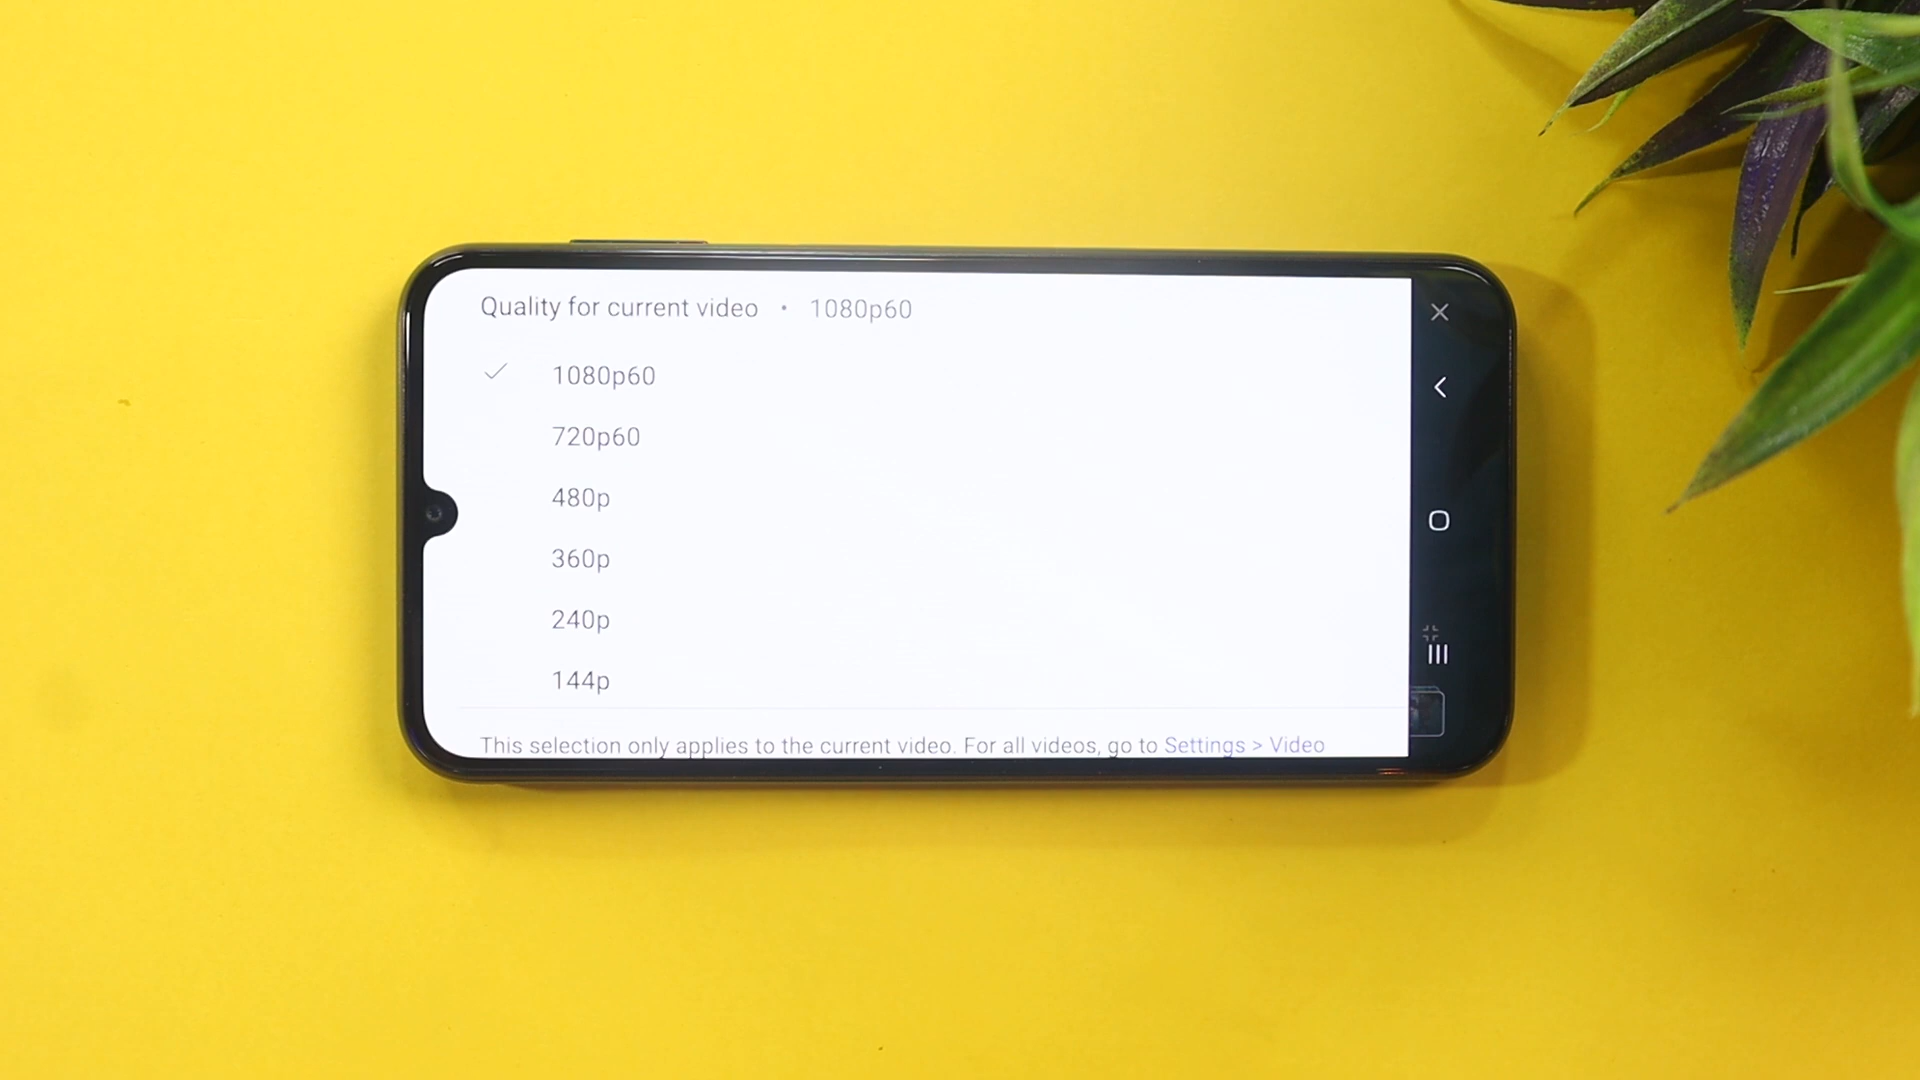 Quality for current video • 1080p60
1080p60
720p60
480p
360p
240p
144p
This selection only applies to the current video. For all videos, go to Settings > Video